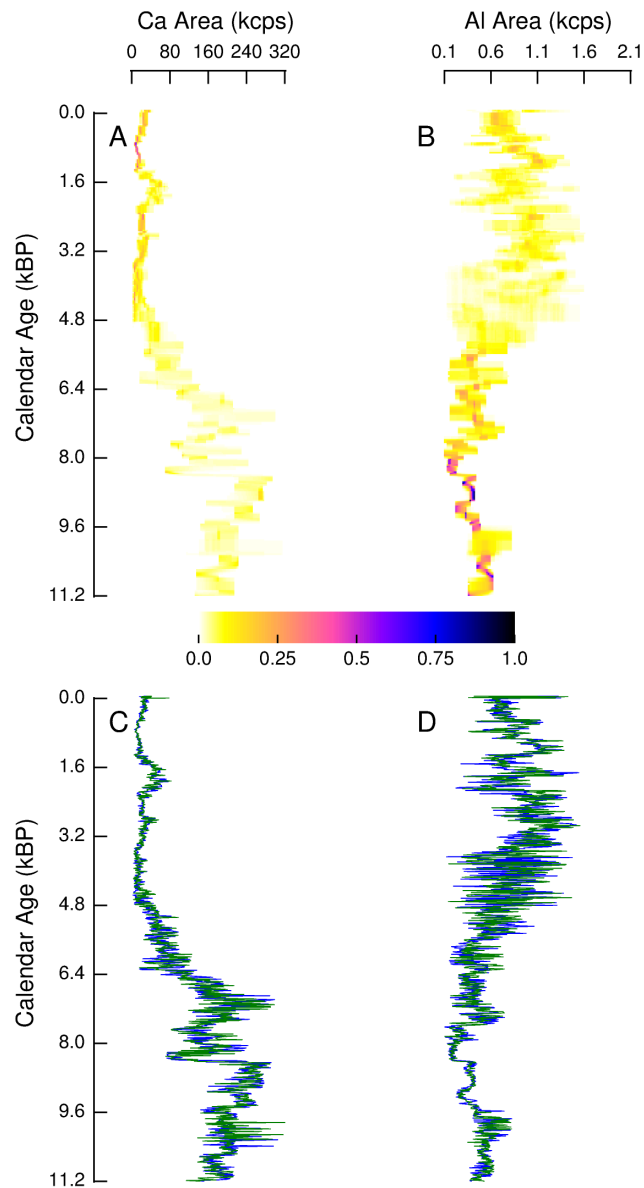 Ca Area (kcps) Al Area (kcps)
0 80 160 240 320 0.1 0.6 1.1 1.6 2.1
A B
Calendar Age (kBP)
0.0
1.6
3.2
4.8
6.4
8.0
9.6
11.2
0.0 0.25 0.5 0.75 1.0
C D
Calendar Age (kBP)
0.0
1.6
3.2
4.8
6.4
8.0
9.6
11.2